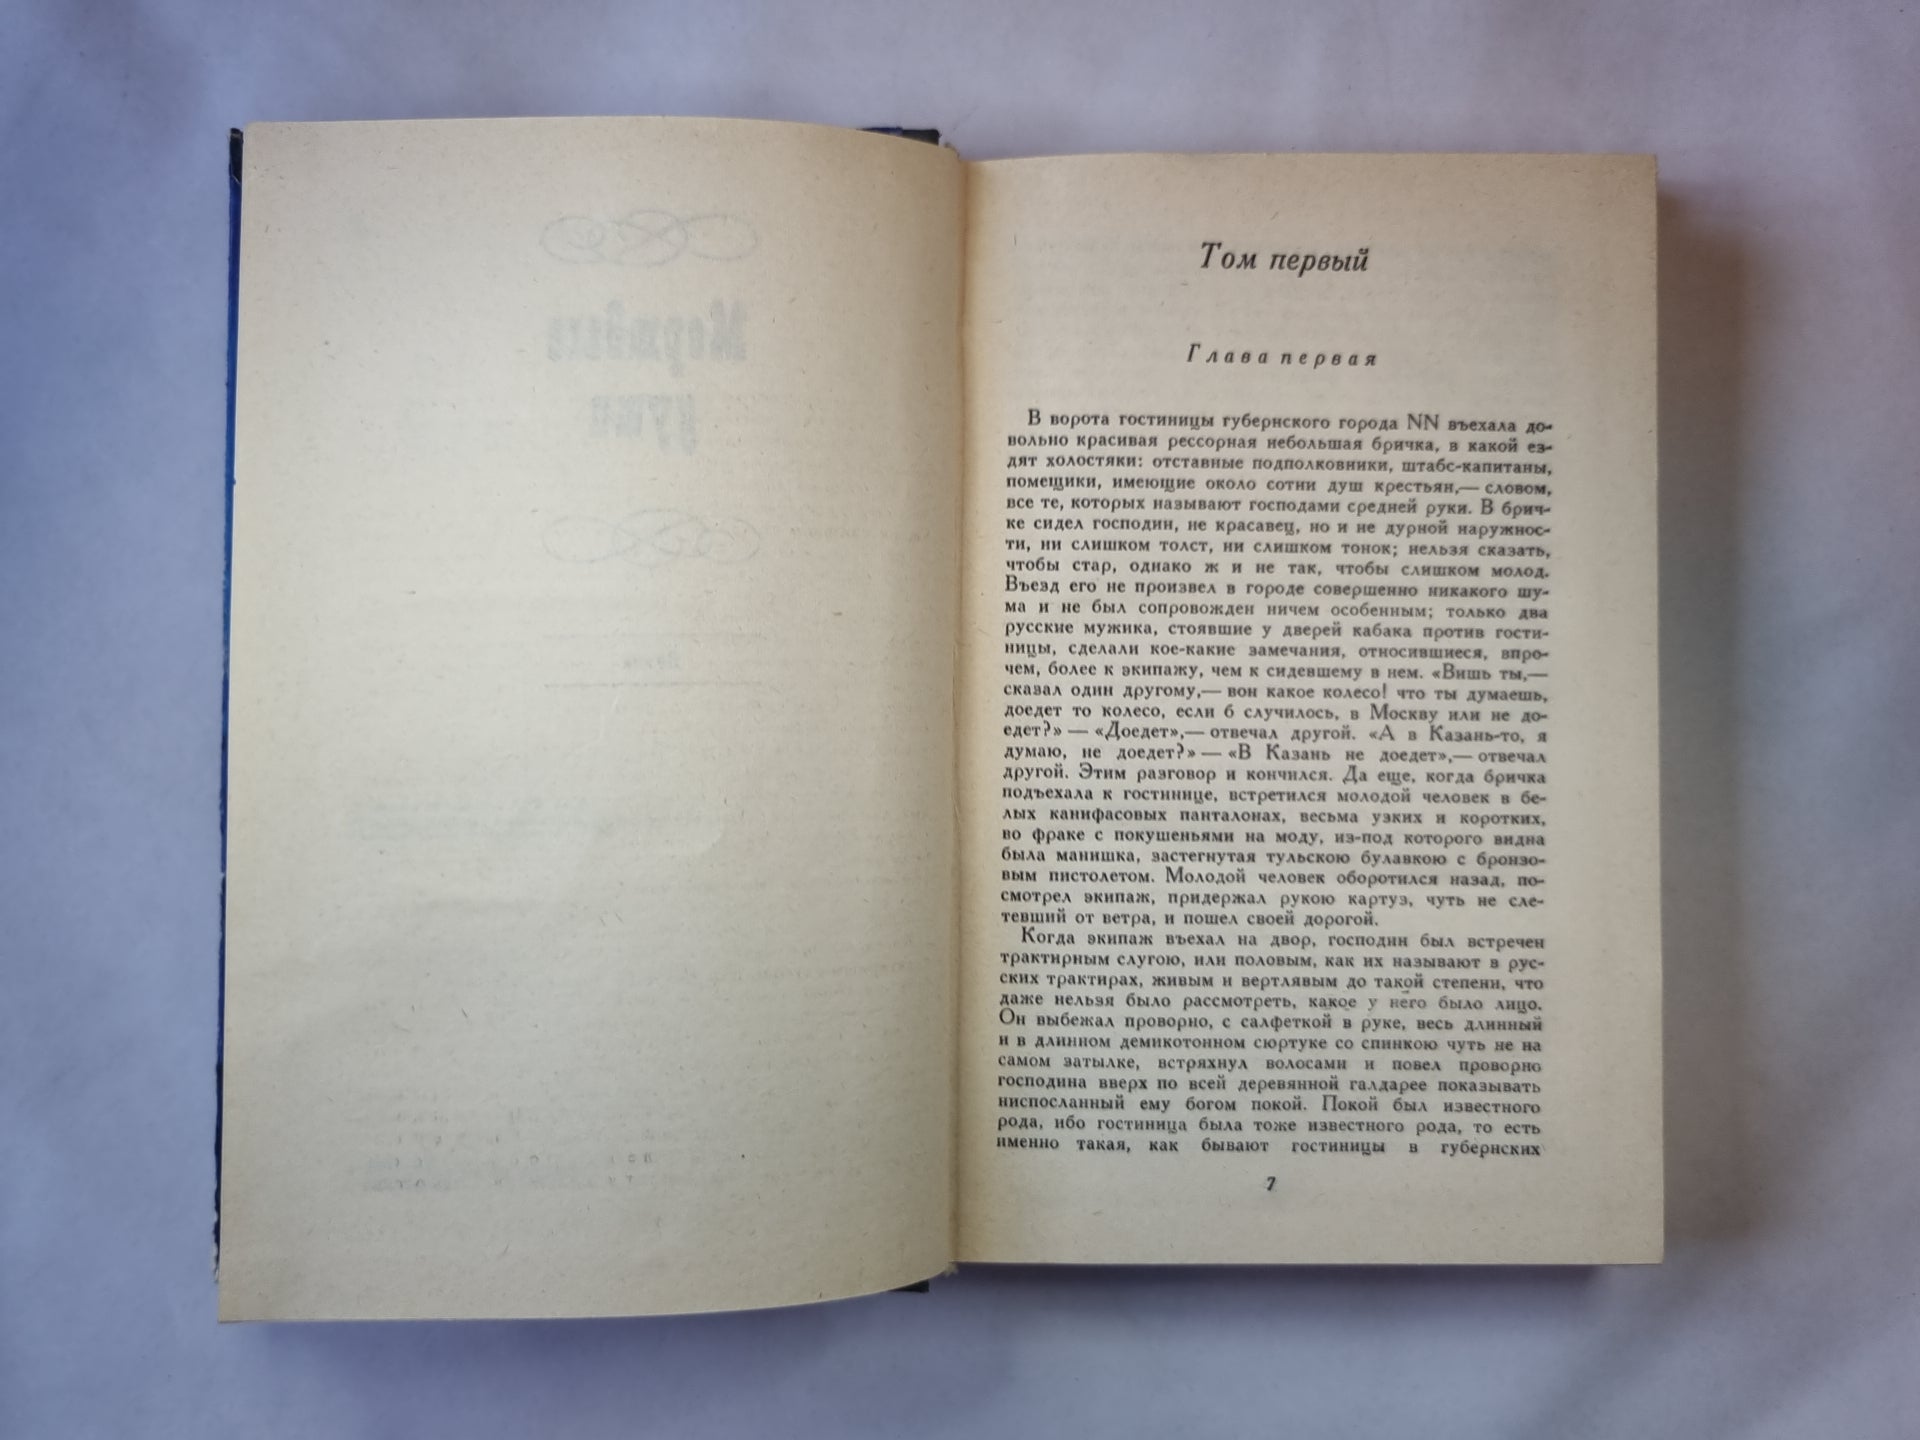 Мертвые
души
Том первый
Глава первая
В ворота гостиницы губернского города NN въехала до-
вольно красивая рессорная небольшая бричка, в какой ез-
дят холостяки: отставные подполковники, штабс-капитаны,
помещики, имеющие около сотни душ крестьян,— словом,
все те, которых называют господами средней руки. В брич-
ке сидел господин, не красавец, но и не дурной наружнос-
ти, ни слишком толст, ни слишком тонок; нельзя сказать,
чтобы стар, однако ж и не так, чтобы слишком молод.
Въезд его не произвел в городе совершенно никакого шу-
ма и не был сопровожден ничем особенным; только два
русские мужика, стоявшие у дверей кабака против гости-
ницы, сделали кое-какие замечания, относившиеся, впро-
чем, более к экипажу, чем к сидевшему в нем. «Вишь ты,—
сказал один другому,— вон какое колесо! что ты думаешь,
доедет то колесо, если б случилось, в Москву или не до-
едет?» — «Доедет»,— отвечал другой. «А в Казань-то, я
думаю, не доедет?» — «В Казань не доедет»,— отвечал
другой. Этим разговор и кончился. Да еще, когда бричка
подъехала к гостинице, встретился молодой человек в бе-
лых канифасовых панталонах, весьма узких и коротких,
во фраке с покушеньями на моду, из-под которого видна
была манишка, застегнутая тульскою булавкою с бронзо-
вым пистолетом. Молодой человек оборотился назад, по-
смотрел экипаж, придержал рукою картуз, чуть не сле-
тевший от ветра, и пошел своей дорогой.
Когда экипаж въехал на двор, господин был встречен
трактирным слугою, или половым, как их называют в рус-
ских трактирах, живым и вертлявым до такой степени, что
даже нельзя было рассмотреть, какое у него было лицо.
Он выбежал проворно, с салфеткой в руке, весь длинный
и в длинном демикотонном сюртуке со спинкою чуть не на
самом затылке, встряхнул волосами и повел проворно
господина вверх по всей деревянной галдарее показывать
ниспосланный ему богом покой. Покой был известного
рода, ибо гостиница была тоже известного рода, то есть
именно такая, как бывают гостиницы в губернских
7